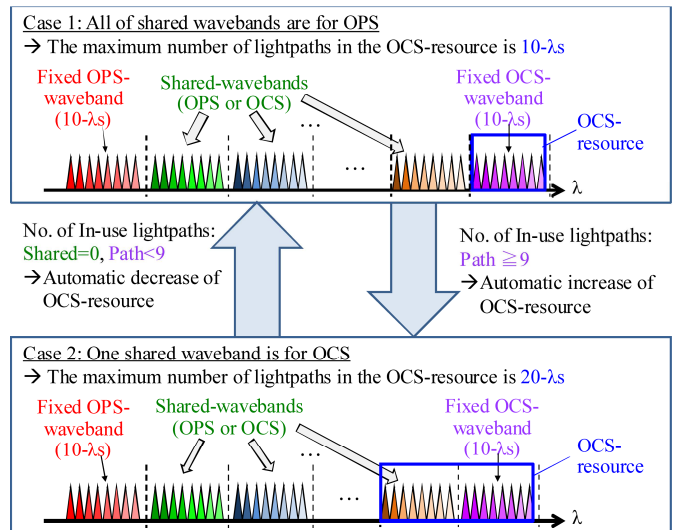 Case 1: All of shared wavebands are for OPS
→ The maximum number of lightpaths in the OCS-resource is 10-λs
Fixed OPS-
waveband
(10-λs)
Shared-wavebands
(OPS or OCS)
...
...
Fixed OCS-
waveband
(10-λs)
OCS-
resource
λ
No. of In-use lightpaths:
Shared=0, Path<9
→Automatic decrease of
OCS-resource
No. of In-use lightpaths:
Path ≧9
→Automatic increase of
OCS-resource
Case 2: One shared waveband is for OCS
→ The maximum number of lightpaths in the OCS-resource is 20-λs
Fixed OPS-
waveband
(10-λs)
Shared-wavebands
(OPS or OCS)
...
...
Fixed OCS-
waveband
(10-λs)
OCS-
resource
λ